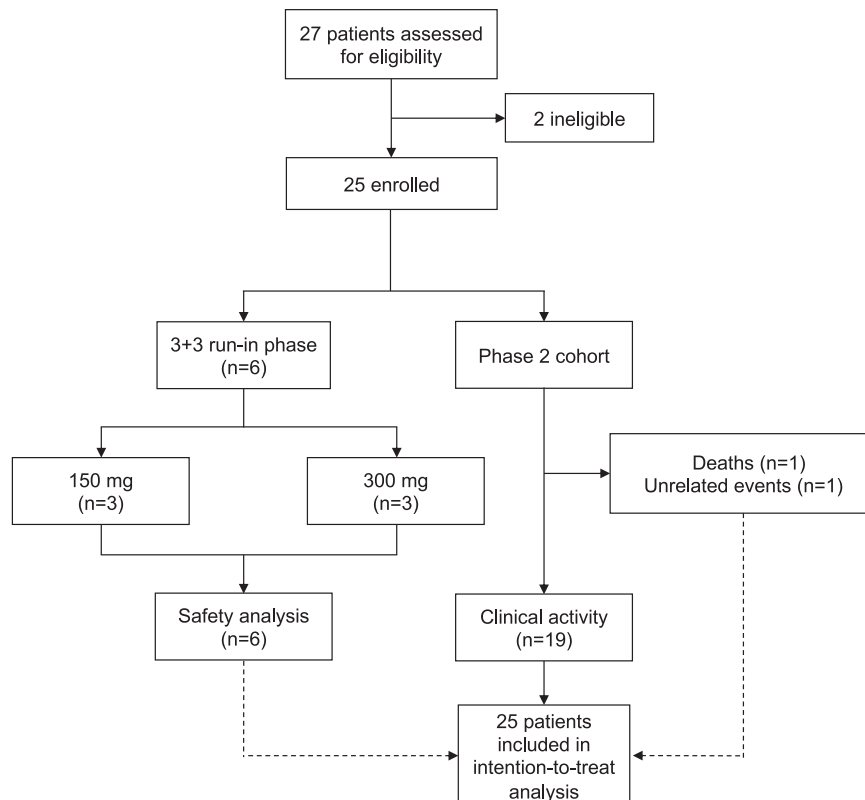 27 patients assessed
for eligibility
2 ineligible
25 enrolled
3+3 run-in phase
(n=6)
Phase 2 cohort
150 mg
(n=3)
300 mg
(n=3)
Deaths (n=1)
Unrelated events (n=1)
Safety analysis
(n=6)
Clinical activity
(n=19)
25 patients
included in
intention-to-treat
analysis